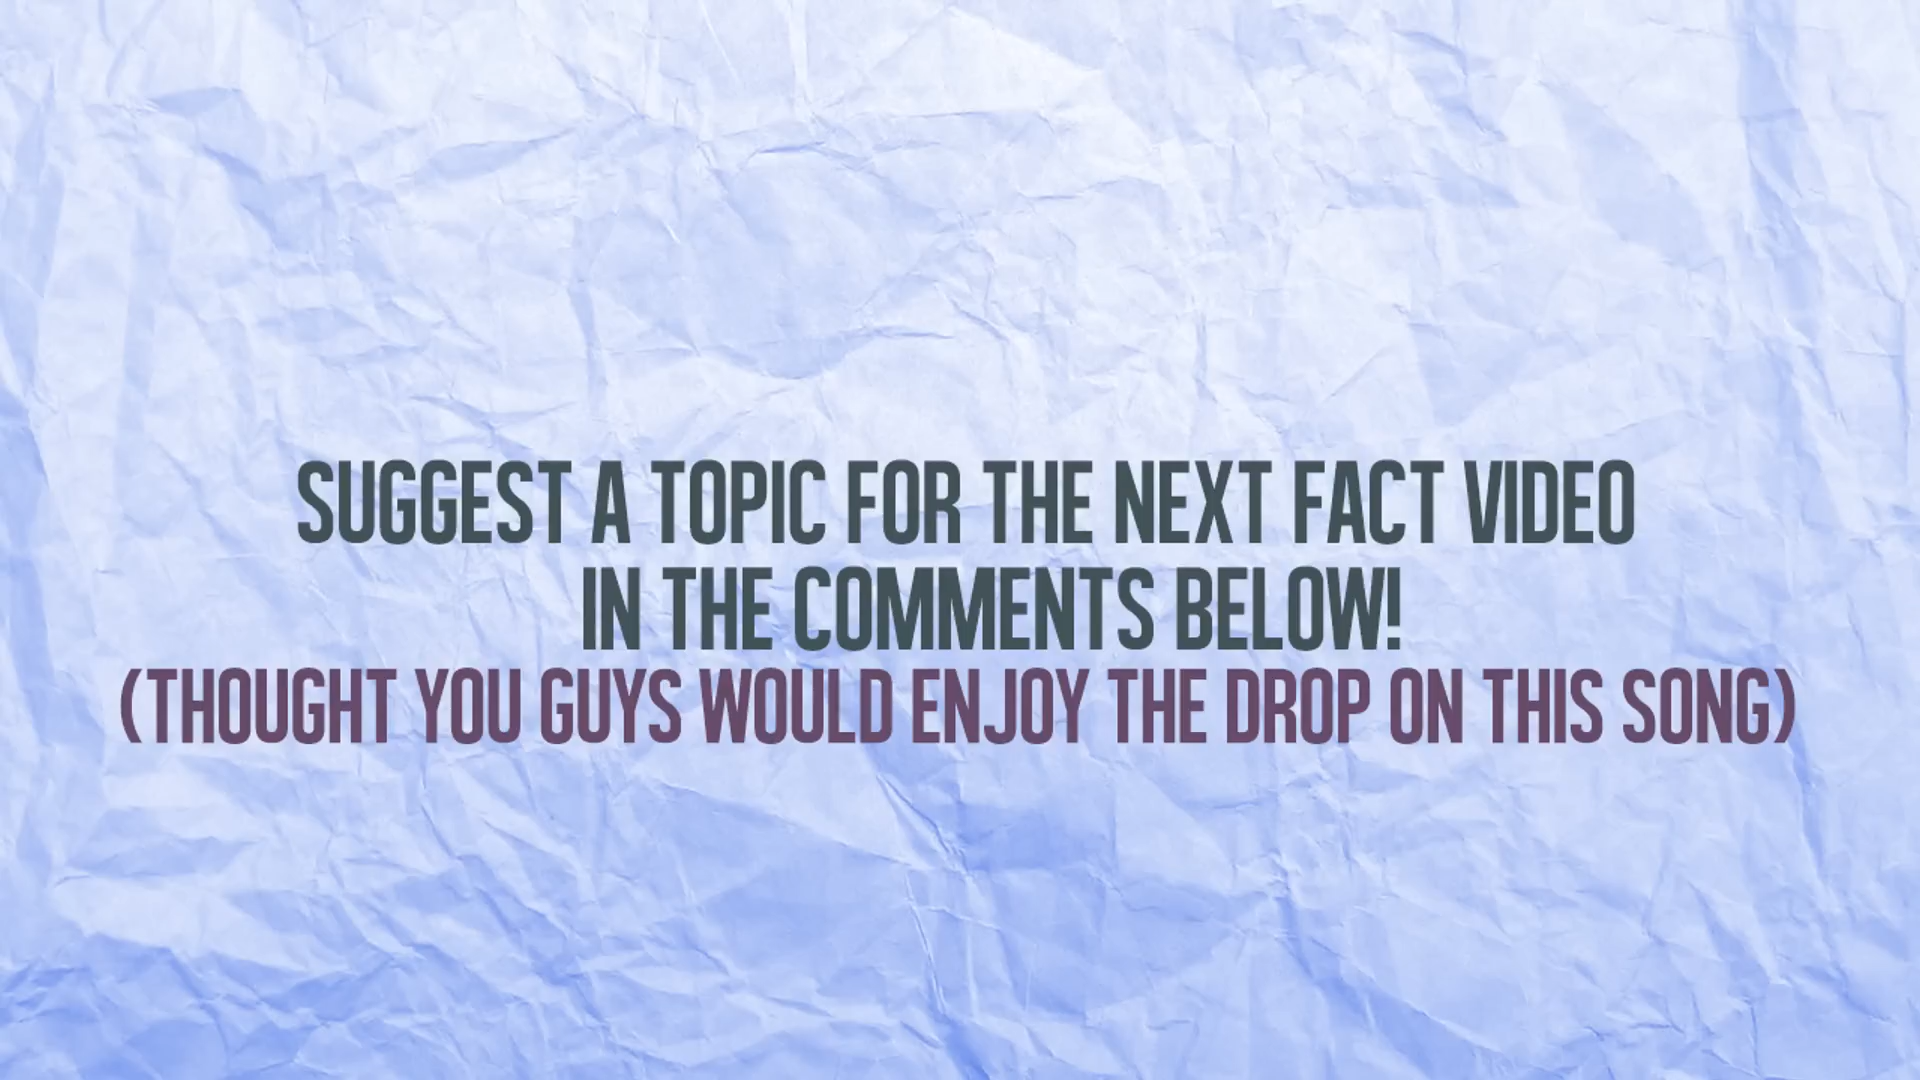 SUGGEST A TOPIC FOR THE NEXT FACT VIDEO
IN THE COMMENTS BELOW!
(THOUGHT YOU GUYS WOULD ENJOY THE DROP ON THIS SONG)